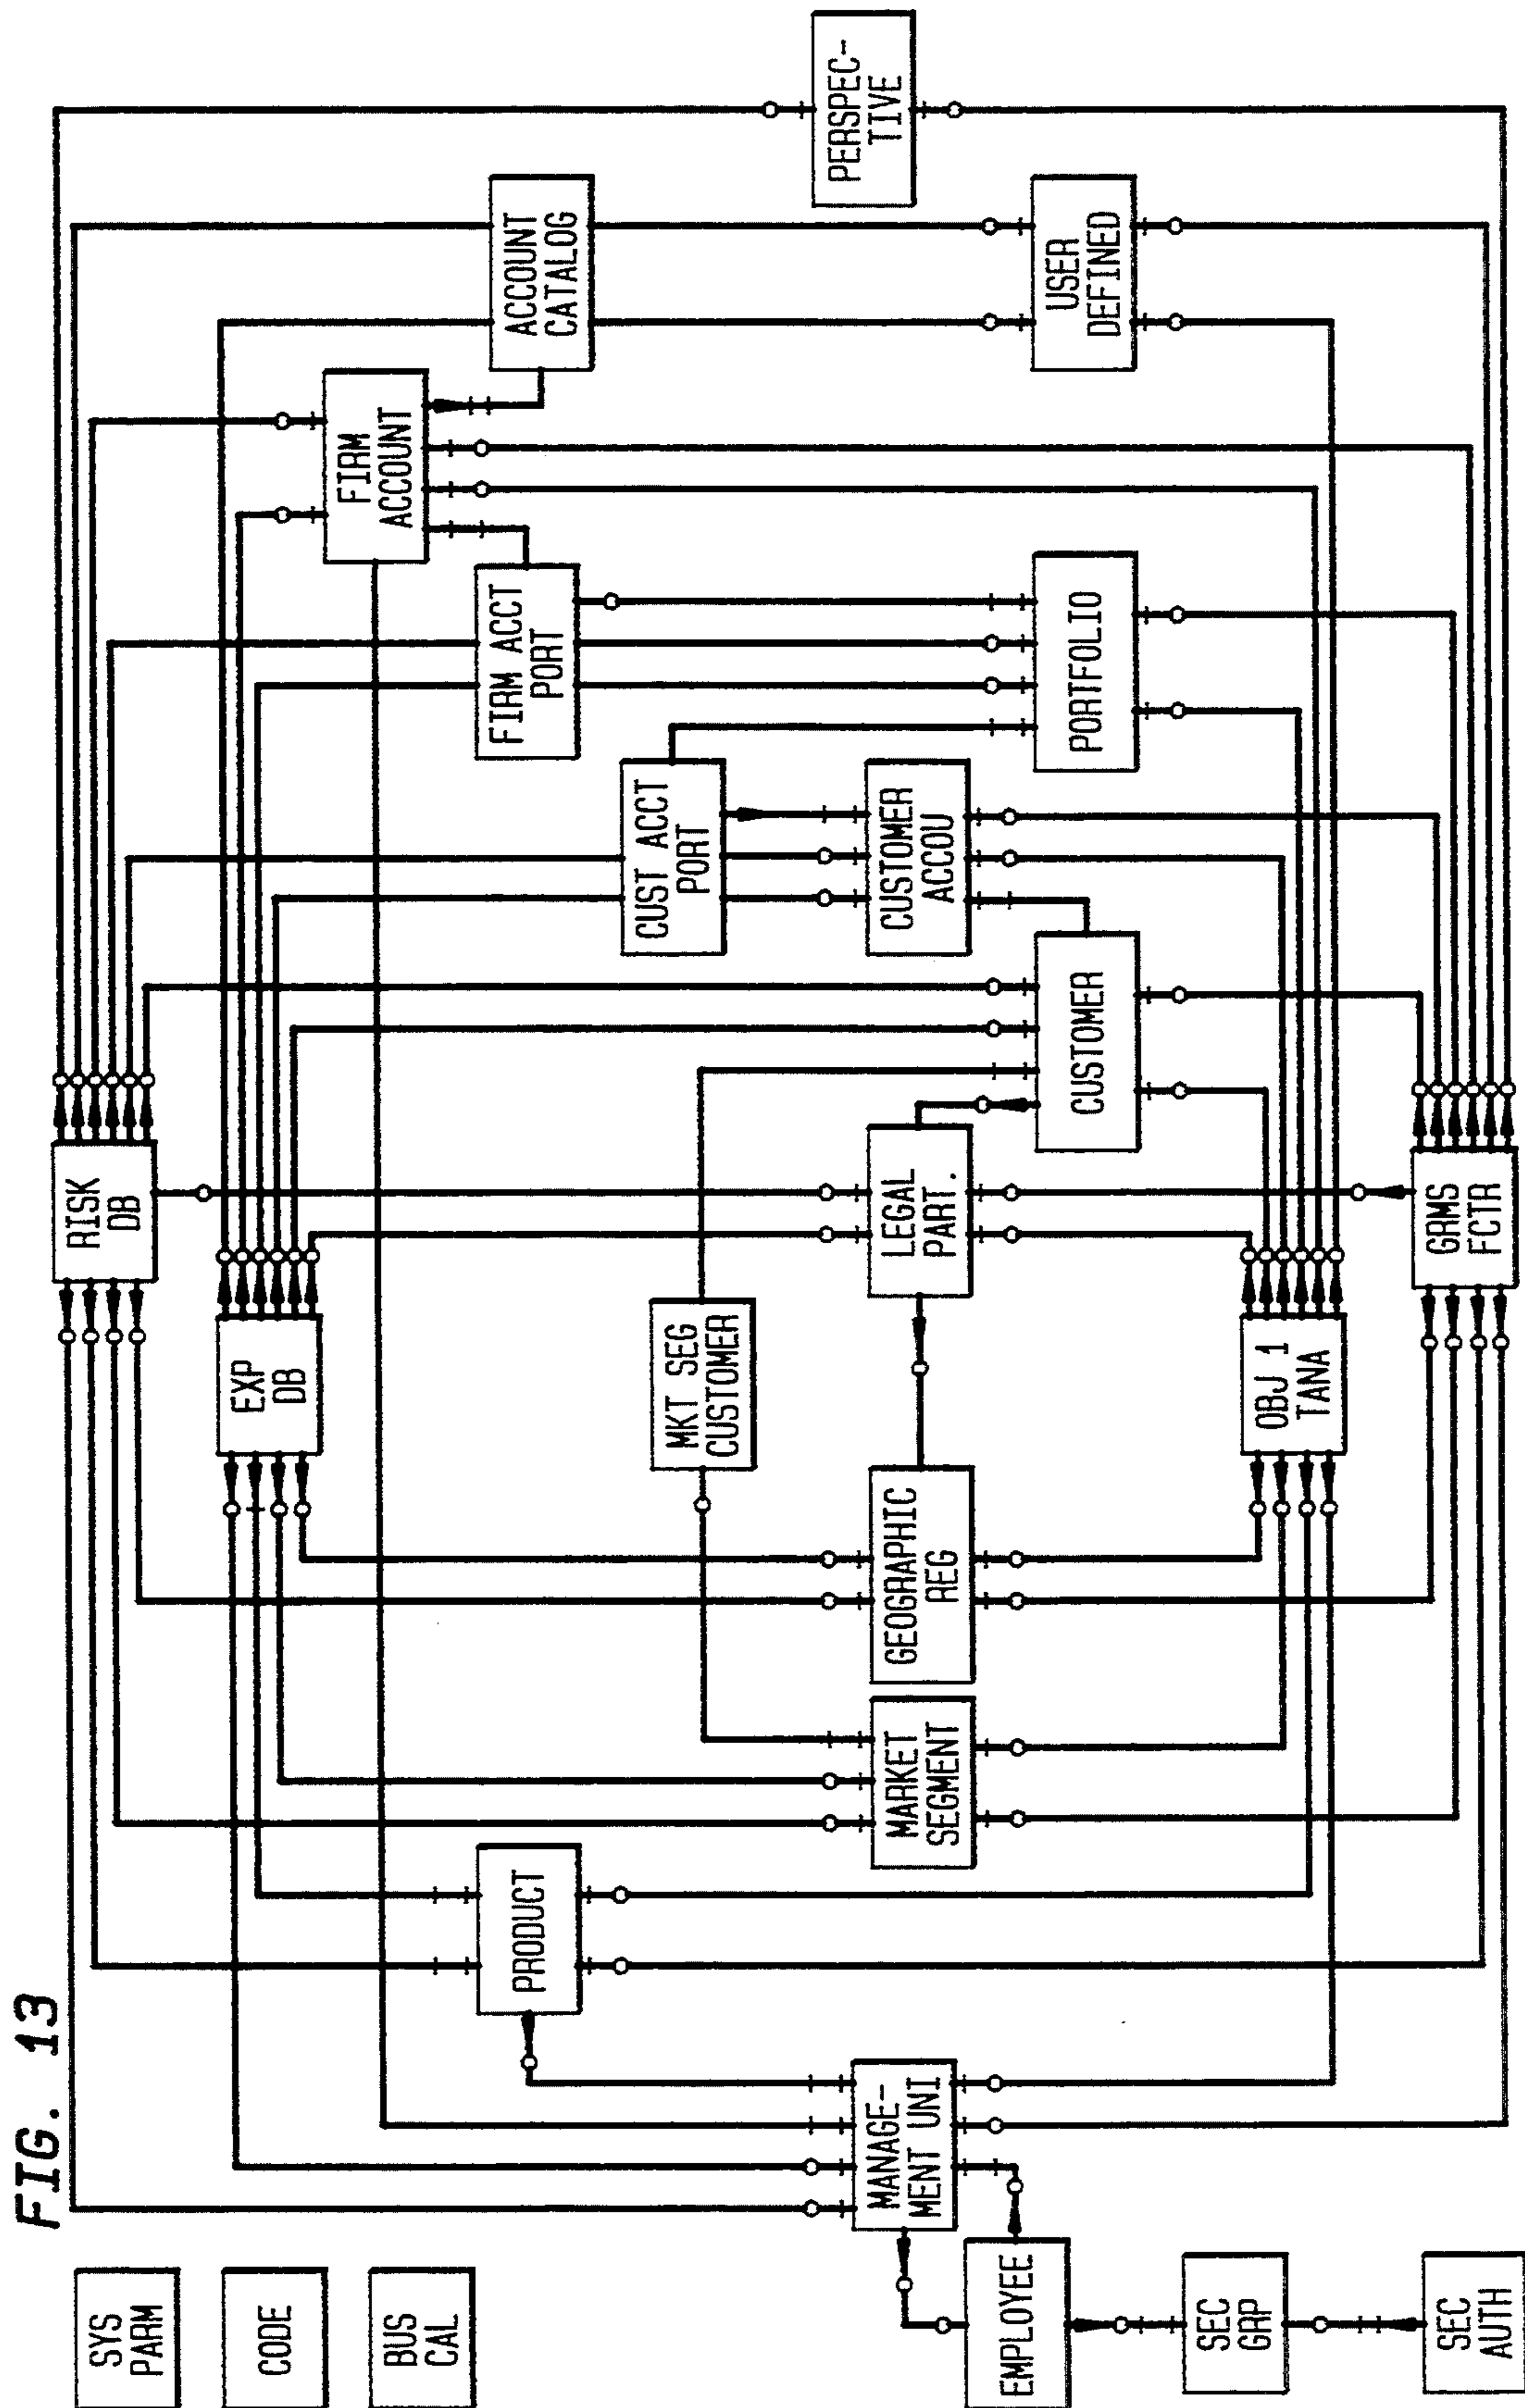 FIG. 13
SYS
PARM
CODE
BUS
CAL
RISK
DB
EXP
DB
PERSPEC-
TIVE
ACCOUNT
CATALOG
USER
DEFINED
FIRM
ACCOUNT
FIRM ACCT
PORT
PORTFOLIO
CUST ACCT
PORT
CUSTOMER
ACCOU
CUSTOMER
LEGAL
PART.
MKT SEG
CUSTOMER
GEOGRAPHIC
REG
MARKET
SEGMENT
PRODUCT
MANAGE-
MENT UNI
EMPLOYEE
SEC
GRP
SEC
AUTH
OBJ 1
TANA
GRMS
FCTR